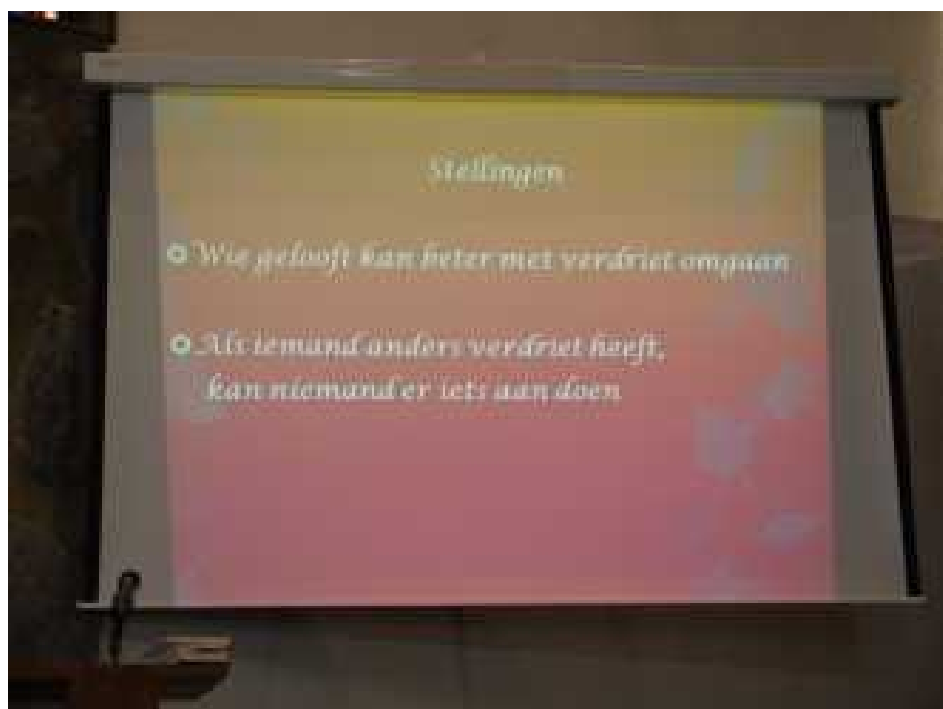 Stellingen
Wie gelooft kan beter met verdriet omgaan
Als iemand anders verdriet heeft,
kan niemand er iets aan doen